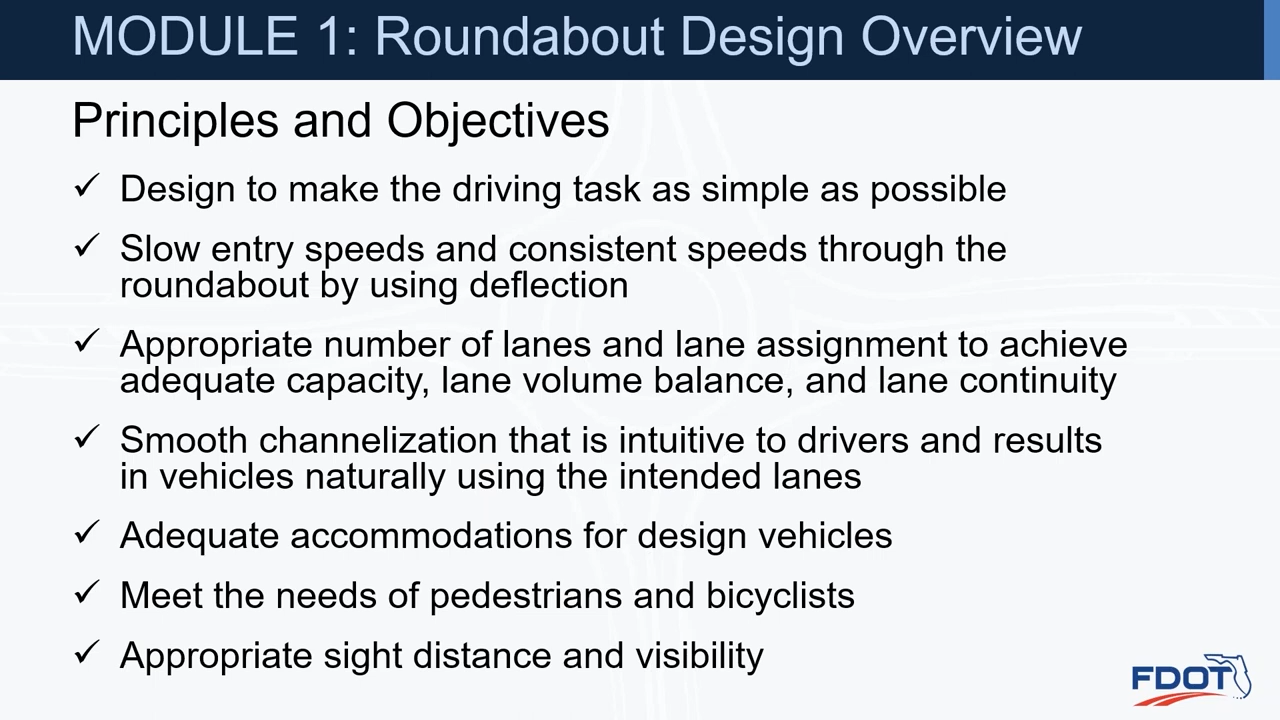 MODULE 1: Roundabout Design Overview
Principles and Objectives
✓ Design to make the driving task as simple as possible
✓ Slow entry speeds and consistent speeds through the
roundabout by using deflection
✓ Appropriate number of lanes and lane assignment to achieve
adequate capacity, lane volume balance, and lane continuity
✓ Smooth channelization that is intuitive to drivers and results
in vehicles naturally using the intended lanes
✓ Adequate accommodations for design vehicles
✓ Meet the needs of pedestrians and bicyclists
✓ Appropriate sight distance and visibility
FDOT